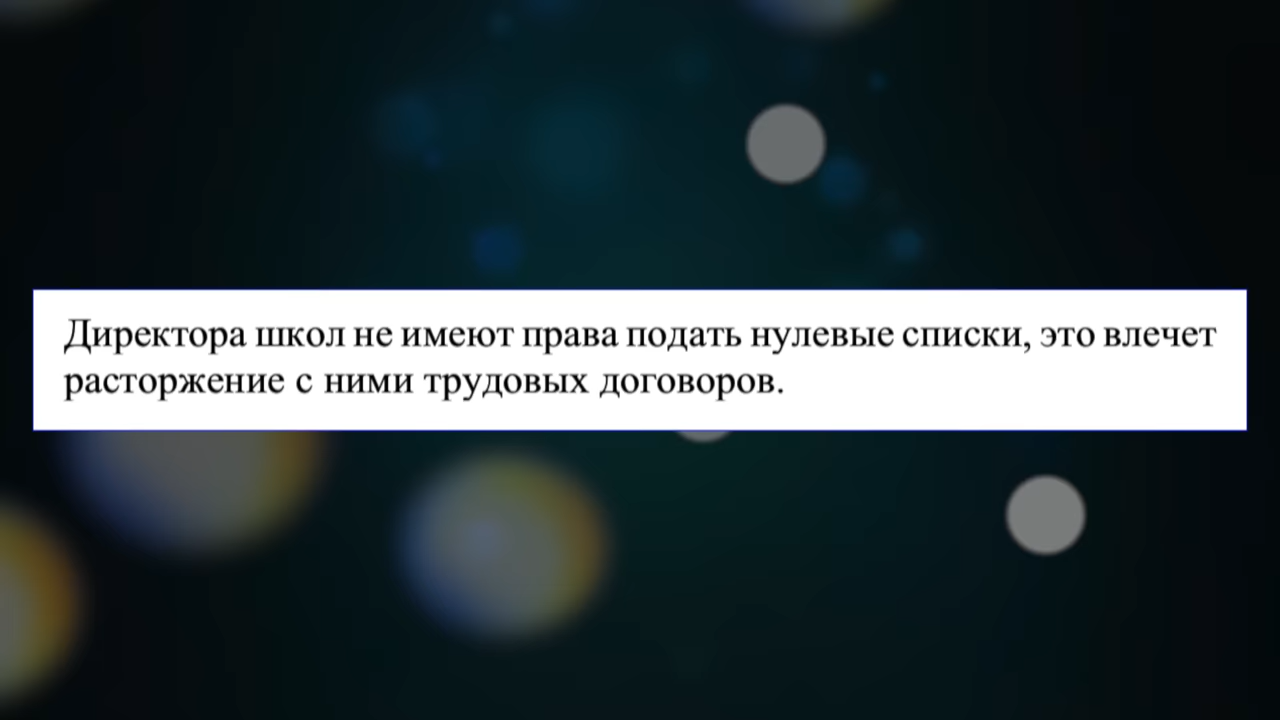 Директора школ не имеют права подать нулевые списки, это влечет
расторжение с ними трудовых договоров.